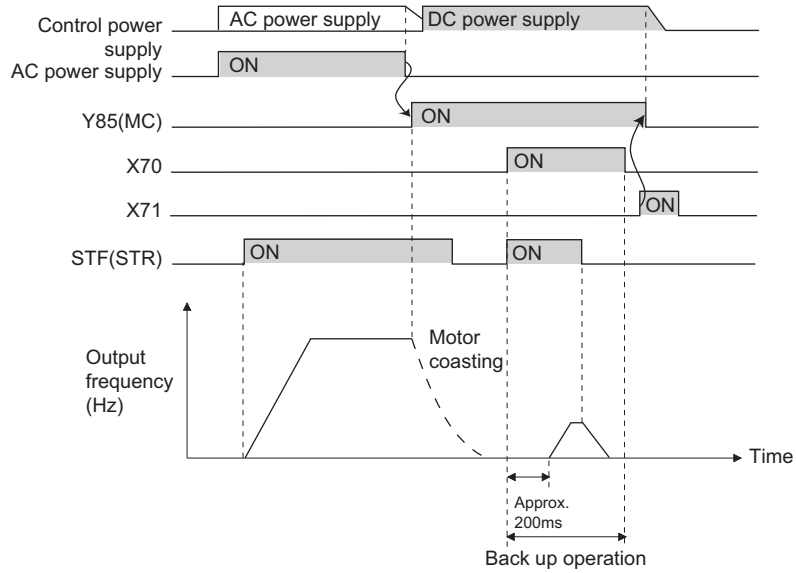 Control power
supply
AC power supply
DC power supply
AC power supply
ON
Y85(MC)
ON
X70
ON
X71
ON
STF(STR)
ON
ON
Output
frequency
(Hz)
Motor
coasting
Time
Approx.
200ms
Back up operation